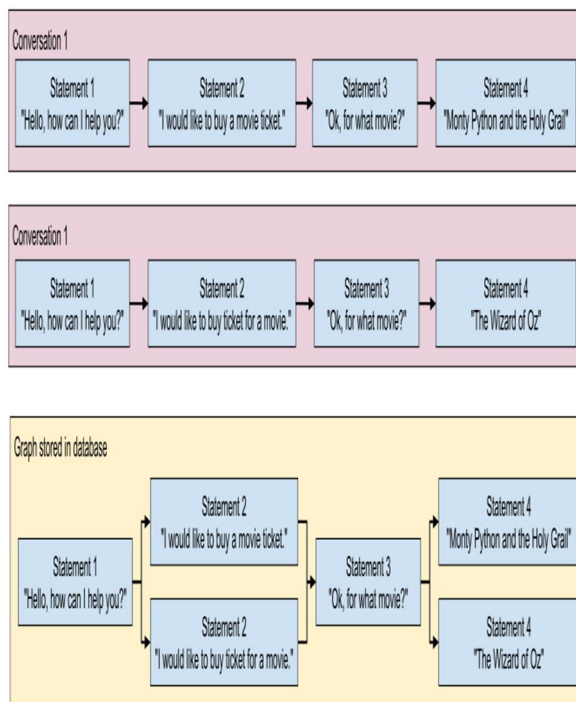 Conversation 1
Statement 1
"Hello, how can I help you?"
Statement 2
"I would like to buy a movie ticket."
Statement 3
"Ok, for what movie?"
Statement 4
"Monty Python and the Holy Grail"
Conversation 1
Statement 1
"Hello, how can I help you?"
Statement 2
"I would like to buy ticket for a movie."
Statement 3
"Ok, for what movie?"
Statement 4
"The Wizard of Oz"
Graph stored in database
Statement 1
"Hello, how can I help you?"
Statement 2
"I would like to buy a movie ticket."
Statement 2
"I would like to buy ticket for a movie."
Statement 3
"Ok, for what movie?"
Statement 4
"Monty Python and the Holy Grail"
Statement 4
"The Wizard of Oz"